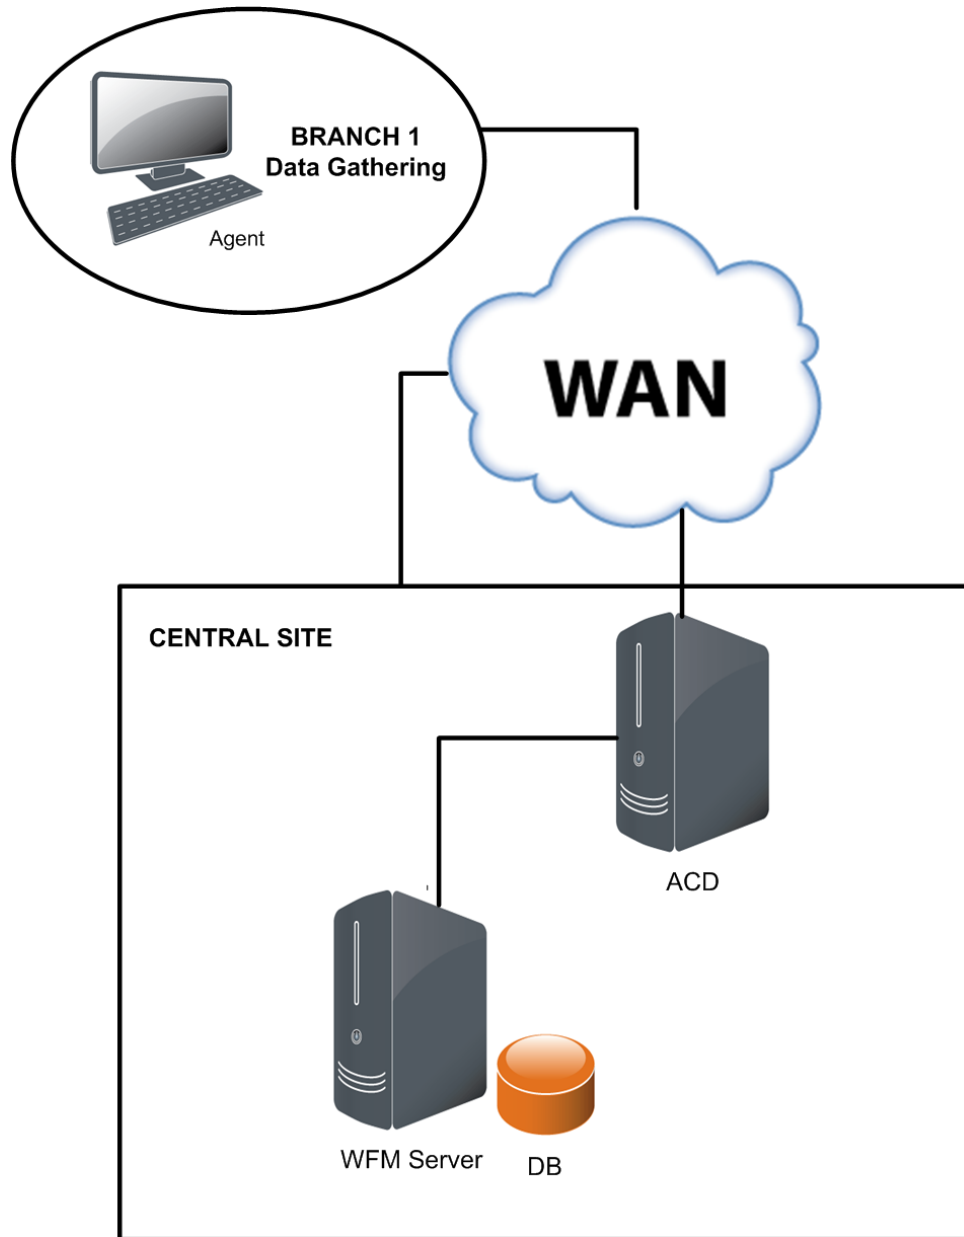 BRANCH 1
Data Gathering
Agent
WAN
CENTRAL SITE
ACD
WFM Server
DB